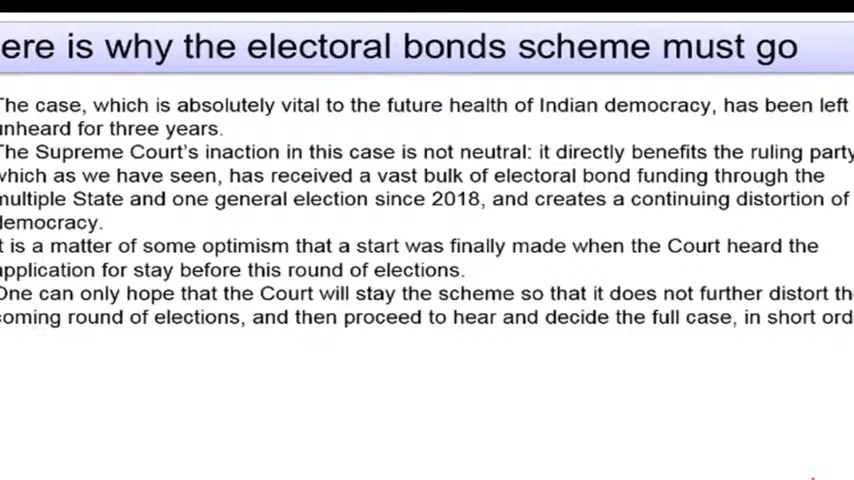 ere is why the electoral bonds scheme must go
The case, which is absolutely vital to the future health of Indian democracy, has been left
unheard for three years.
The Supreme Court's inaction in this case is not neutral: it directly benefits the ruling party
which as we have seen, has received a vast bulk of electoral bond funding through the
multiple State and one general election since 2018, and creates a continuing distortion of
democracy.
It is a matter of some optimism that a start was finally made when the Court heard the
application for stay before this round of elections.
One can only hope that the Court will stay the scheme so that it does not further distort th
coming round of elections, and then proceed to hear and decide the full case, in short ord